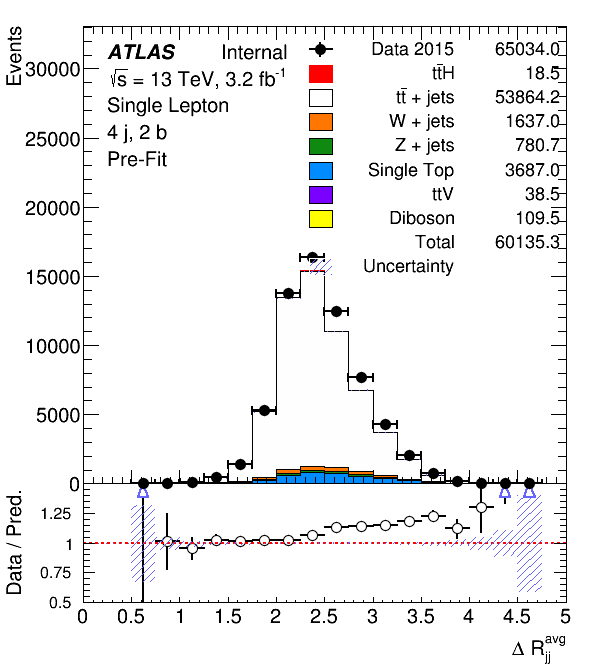 Events
ATLAS Internal
√s = 13 TeV, 3.2 fb⁻¹
Single Lepton
4 j, 2 b
Pre-Fit
Data 2015 65034.0
tt̄H 18.5
tt̄ + jets 53864.2
W + jets 1637.0
Z + jets 780.7
Single Top 3687.0
ttV 38.5
Diboson 109.5
Total 60135.3
Uncertainty
30000
25000
20000
15000
10000
5000
0
Data / Pred.
1.25
1
0.75
0.5
0 0.5 1 1.5 2 2.5 3 3.5 4 4.5 5
Δ R_jj^avg